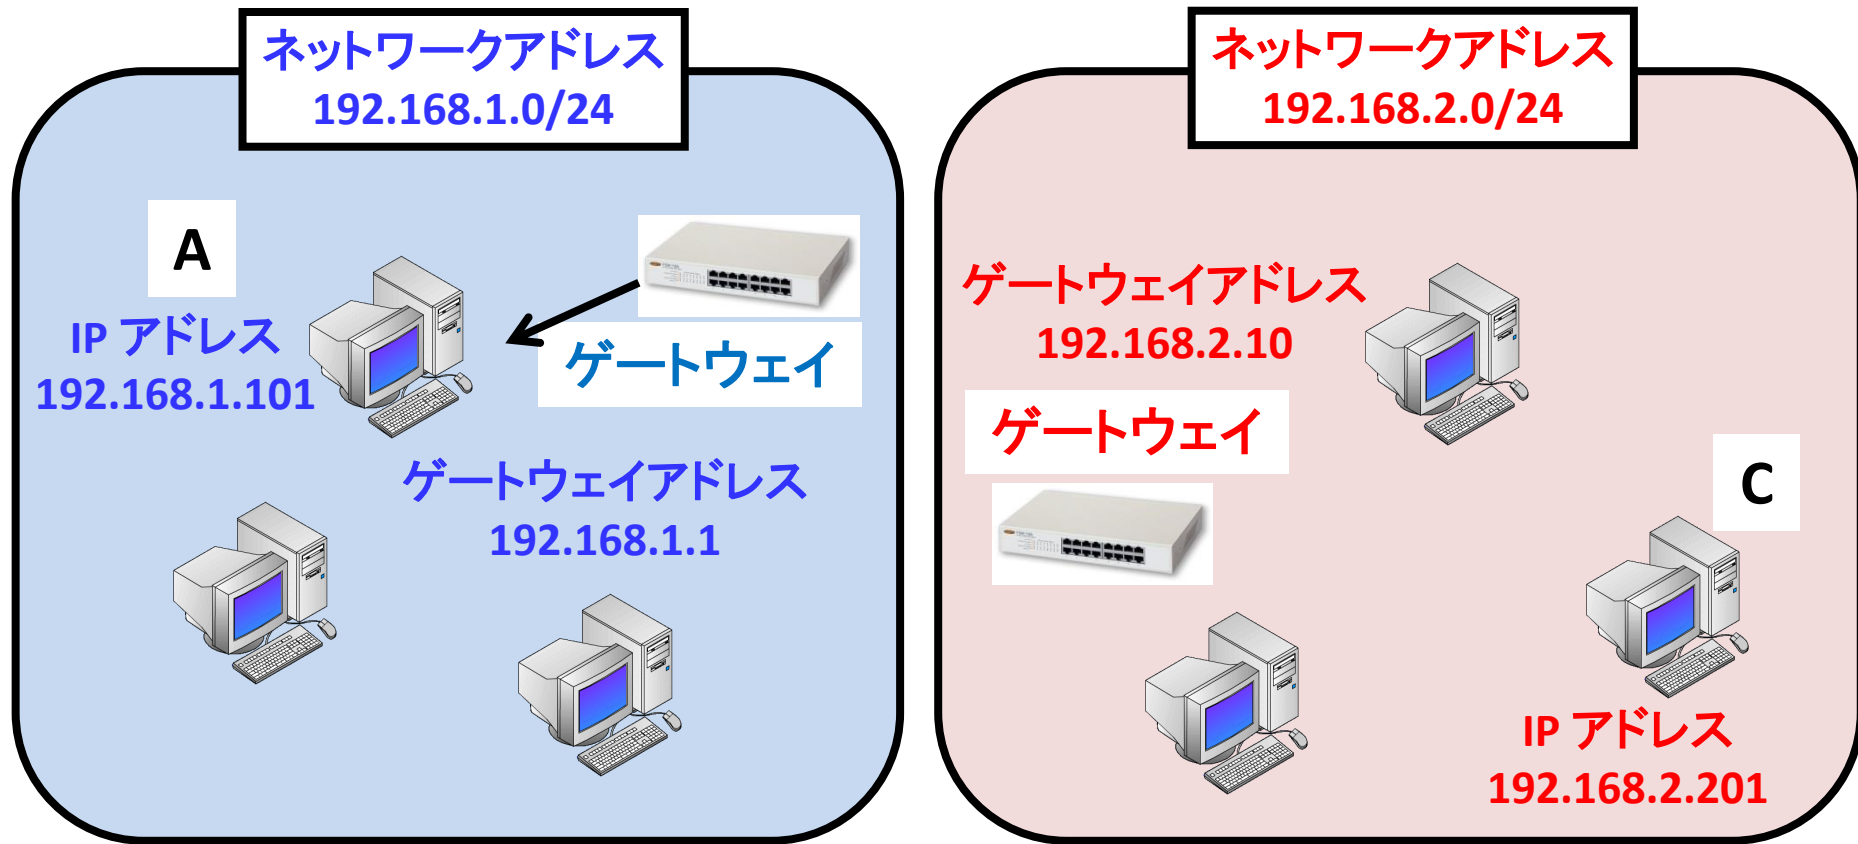 ネットワークアドレス
192.168.1.0/24
A
IP アドレス
192.168.1.101
ゲートウェイ
ゲートウェイアドレス
192.168.1.1
ネットワークアドレス
192.168.2.0/24
ゲートウェイアドレス
192.168.2.10
ゲートウェイ
C
IP アドレス
192.168.2.201